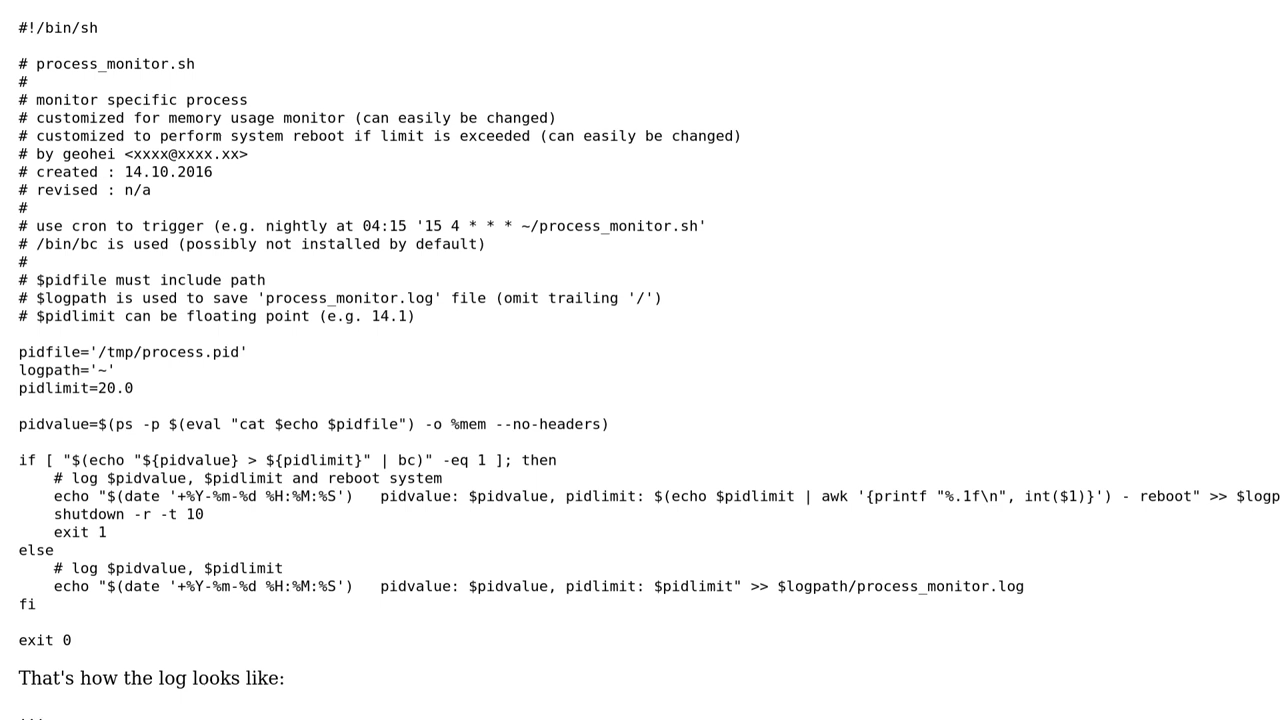 #!/bin/sh
# process_monitor.sh
#
# monitor specific process
# customized for memory usage monitor (can easily be changed)
# customized to perform system reboot if limit is exceeded (can easily be changed)
# by geohei <xxxx@xxxx.xx>
# created : 14.10.2016
# revised : n/a
#
# use cron to trigger (e.g. nightly at 04:15 '15 4 * * * ~/process_monitor.sh'
# /bin/bc is used (possibly not installed by default)
#
# $pidfile must include path
# $logpath is used to save 'process_monitor.log' file (omit trailing '/')
# $pidlimit can be floating point (e.g. 14.1)
pidfile='/tmp/process.pid'
logpath='~'
pidlimit=20.0
pidvalue=$(ps -p $(eval "cat $echo $pidfile") -o %mem --no-headers)
if [ "$(echo "${pidvalue} > ${pidlimit}" | bc)" -eq 1 ]; then
    # log $pidvalue, $pidlimit and reboot system
    echo "$(date '+%Y-%m-%d %H:%M:%S')   pidvalue: $pidvalue, pidlimit: $(echo $pidlimit | awk '{printf "%.1f\n", int($1)}') - reboot" >> $logp
    shutdown -r -t 10
    exit 1
else
    # log $pidvalue, $pidlimit
    echo "$(date '+%Y-%m-%d %H:%M:%S')   pidvalue: $pidvalue, pidlimit: $pidlimit" >> $logpath/process_monitor.log
fi
exit 0
That's how the log looks like:
...